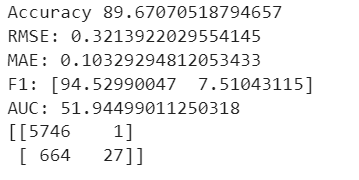 Accuracy 89.67070518794657
RMSE: 0.3213922029554145
MAE: 0.10329294812053433
F1: [94.52990047  7.51043115]
AUC: 51.94499011250318
[[5746    1]
 [ 664   27]]